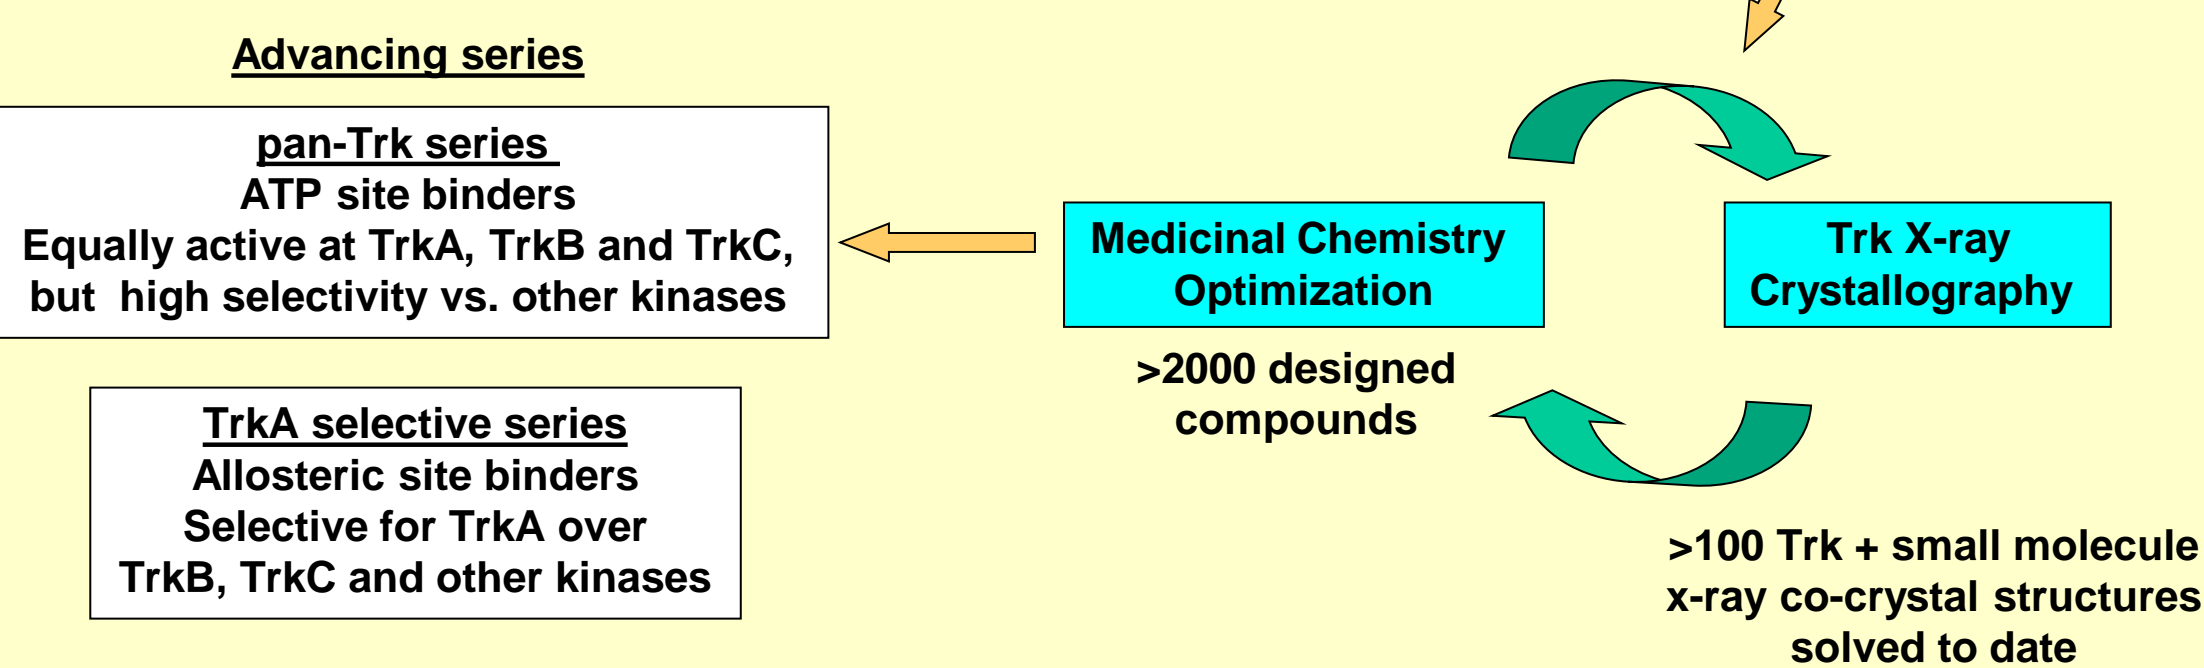 Advancing series
pan-Trk series
ATP site binders
Equally active at TrkA, TrkB and TrkC,
but high selectivity vs. other kinases
TrkA selective series
Allosteric site binders
Selective for TrkA over
TrkB, TrkC and other kinases
Medicinal Chemistry
Optimization
>2000 designed
compounds
Trk X-ray
Crystallography
>100 Trk + small molecule
x-ray co-crystal structures
solved to date